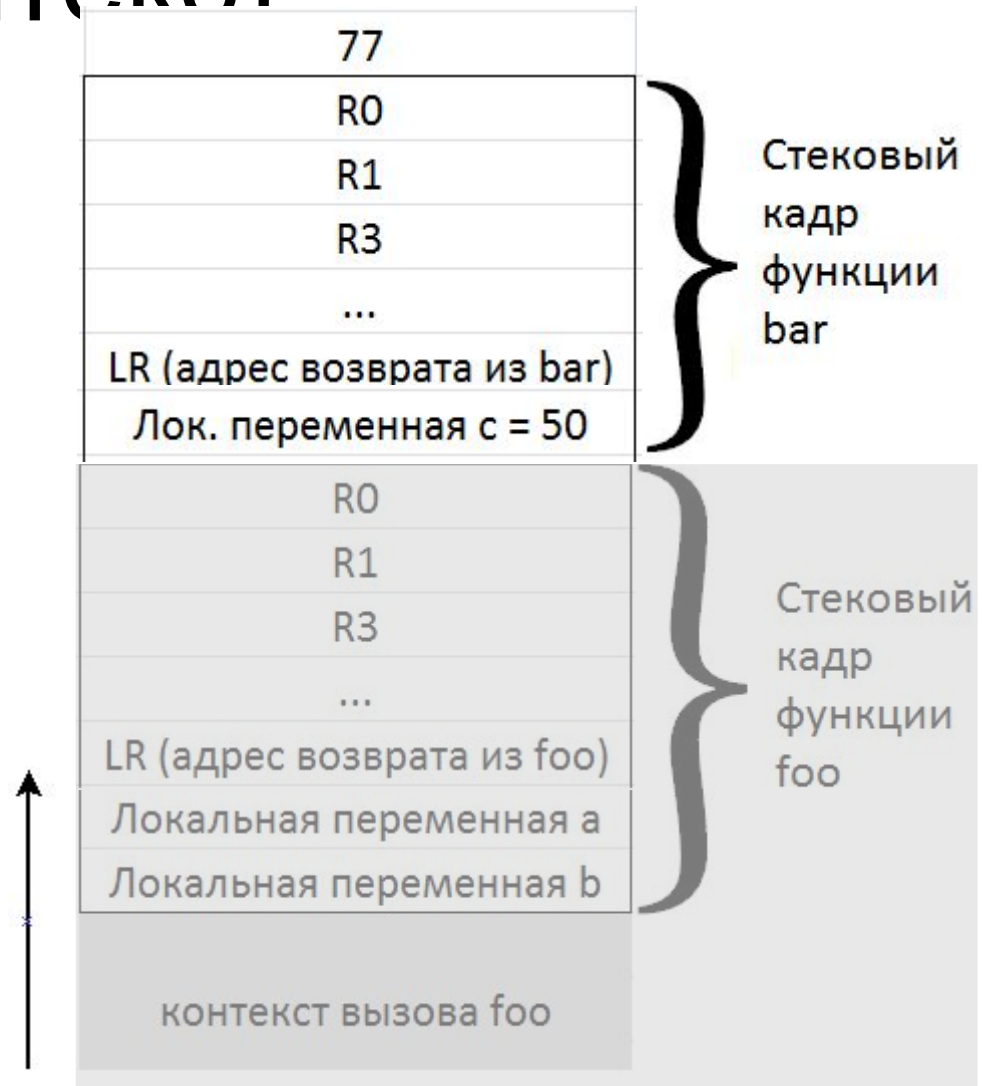 77
R0
R1
R3
...
LR (адрес возврата из bar)
Лок. переменная c = 50
Стековый
кадр
функции
bar
R0
R1
R3
...
LR (адрес возврата из foo)
Локальная переменная a
Локальная переменная b
Стековый
кадр
функции
foo
контекст вызова foo